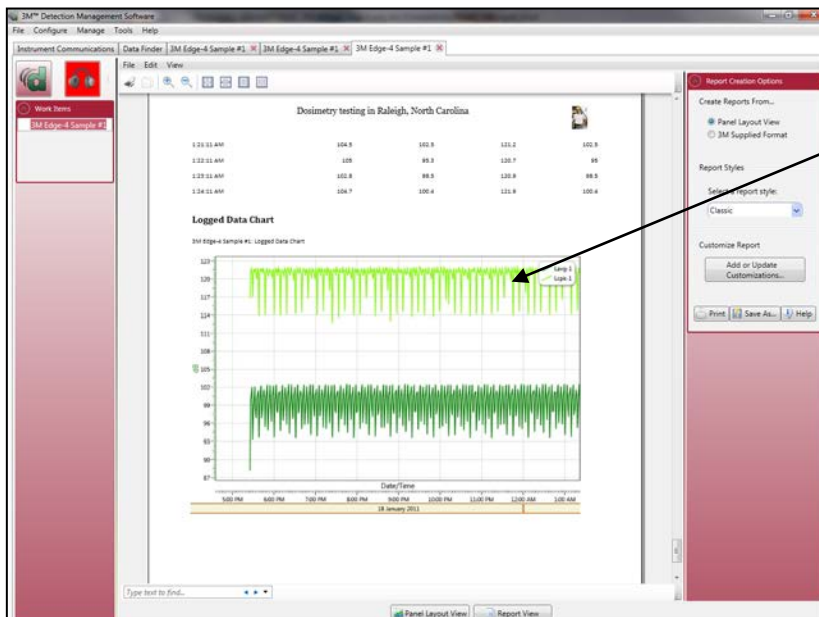 3M™ Detection Management Software
File Configure Manage Tools Help
Instrument Communications Data Finder 3M Edge-4 Sample #1 3M Edge-4 Sample #1 3M Edge-4 Sample #1
File Edit View
Work Items
3M Edge-4 Sample #1
Dosimetry testing in Raleigh, North Carolina
1:21:11 AM 104.5 102.5 121.2 102.5
1:22:11 AM 105 95.3 120.7 95
1:23:11 AM 102.8 99.5 120.9 99.5
1:24:11 AM 104.7 100.4 121.9 100.4
Logged Data Chart
3M Edge-4 Sample #1: Logged Data Chart
Lavg-1
123
120
117
114
111
108
105
102
99
96
93
90
87
dB
Date/Time
5:00 PM 6:00 PM 7:00 PM 8:00 PM 9:00 PM 10:00 PM 11:00 PM 12:00 AM 1:00 AM
18 January 2011
Type text to find...
Panel Layout View Report View
Report Creation Options
Create Reports From...
Panel Layout View
3M Supplied Format
Report Styles
Select a report style:
Classic
Customize Report
Add or Update
Customizations...
Print Save As... Help